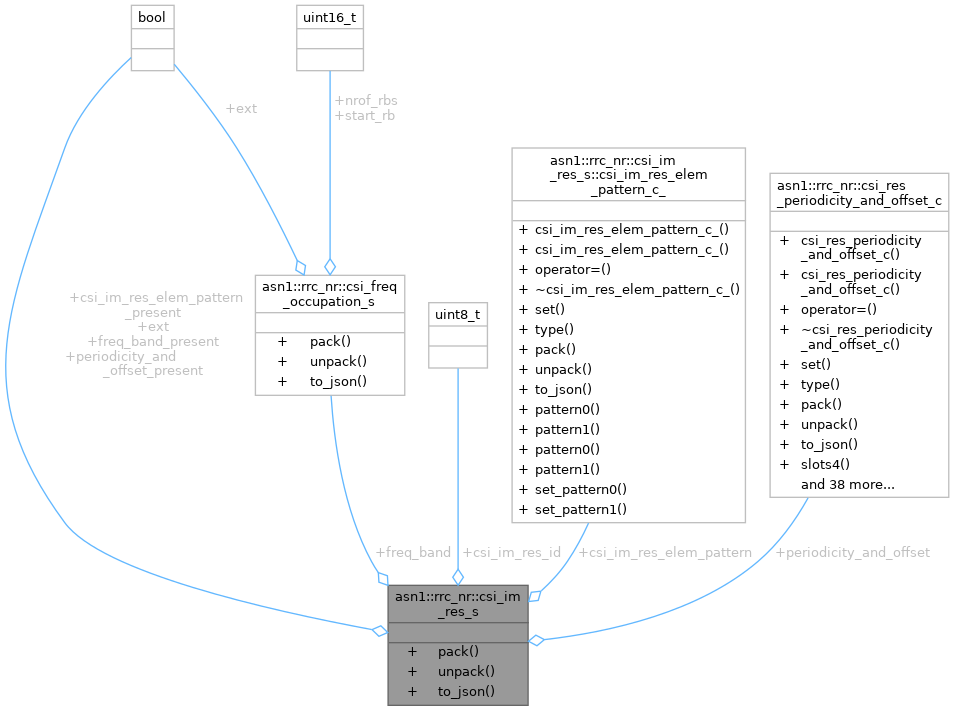 bool
uint16_t
+ext
+nrof_rbs
+start_rb
asn1::rrc_nr::csi_im
_res_s::csi_im_res_elem
_pattern_c_
+ csi_im_res_elem_pattern_c_()
+ csi_im_res_elem_pattern_c_()
+ operator=()
+ ~csi_im_res_elem_pattern_c_()
+ set()
+ type()
+ pack()
+ unpack()
+ to_json()
+ pattern0()
+ pattern1()
+ pattern0()
+ pattern1()
+ set_pattern0()
+ set_pattern1()
asn1::rrc_nr::csi_res
_periodicity_and_offset_c
+ csi_res_periodicity
_and_offset_c()
+ csi_res_periodicity
_and_offset_c()
+ operator=()
+ ~csi_res_periodicity
_and_offset_c()
+ set()
+ type()
+ pack()
+ unpack()
+ to_json()
+ slots4()
and 38 more...
asn1::rrc_nr::csi_freq
_occupation_s
+ pack()
+ unpack()
+ to_json()
uint8_t
+csi_im_res_elem_pattern
_present
+ext
+freq_band_present
+periodicity_and
_offset_present
+freq_band
+csi_im_res_id
+csi_im_res_elem_pattern
+periodicity_and_offset
asn1::rrc_nr::csi_im
_res_s
+ pack()
+ unpack()
+ to_json()